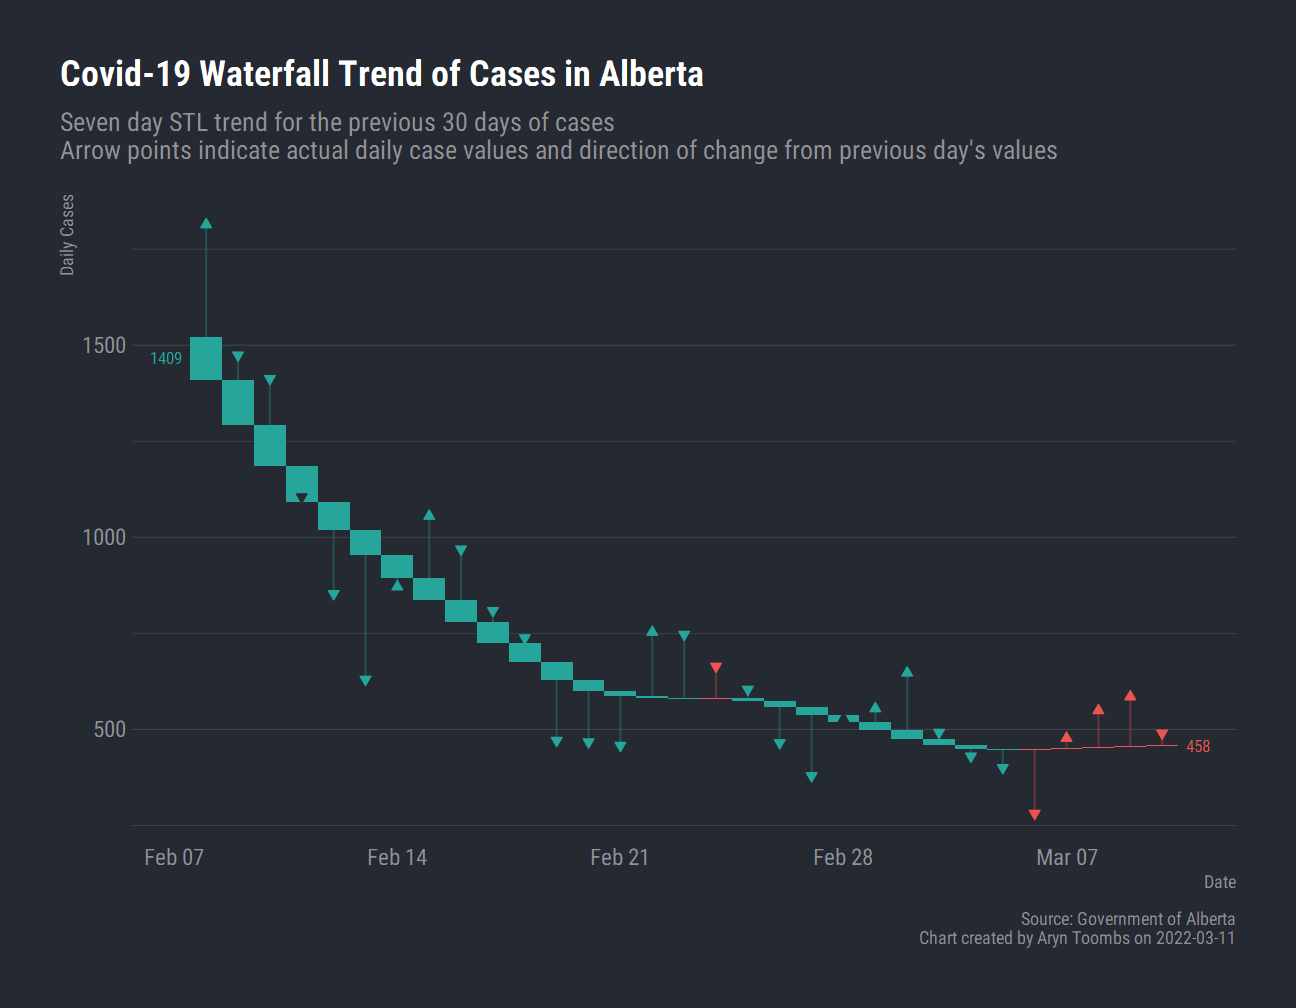 Covid-19 Waterfall Trend of Cases in Alberta
Seven day STL trend for the previous 30 days of cases
Arrow points indicate actual daily case values and direction of change from previous day's values
Daily Cases
1500
1000
500
1409
458
Feb 07
Feb 14
Feb 21
Feb 28
Mar 07
Date
Source: Government of Alberta
Chart created by Aryn Toombs on 2022-03-11